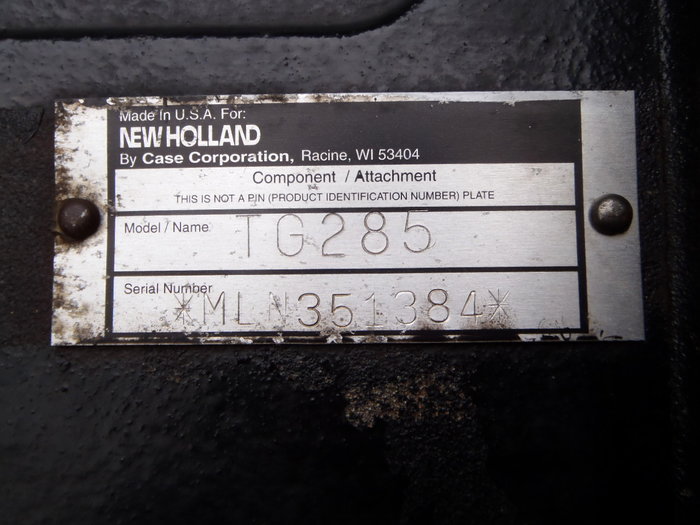 Made In U.S.A. For:
NEW HOLLAND
By Case Corporation, Racine, WI 53404
Component / Attachment
THIS IS NOT A PIN (PRODUCT IDENTIFICATION NUMBER) PLATE
Model / Name TG285
Serial Number *MLN351384*